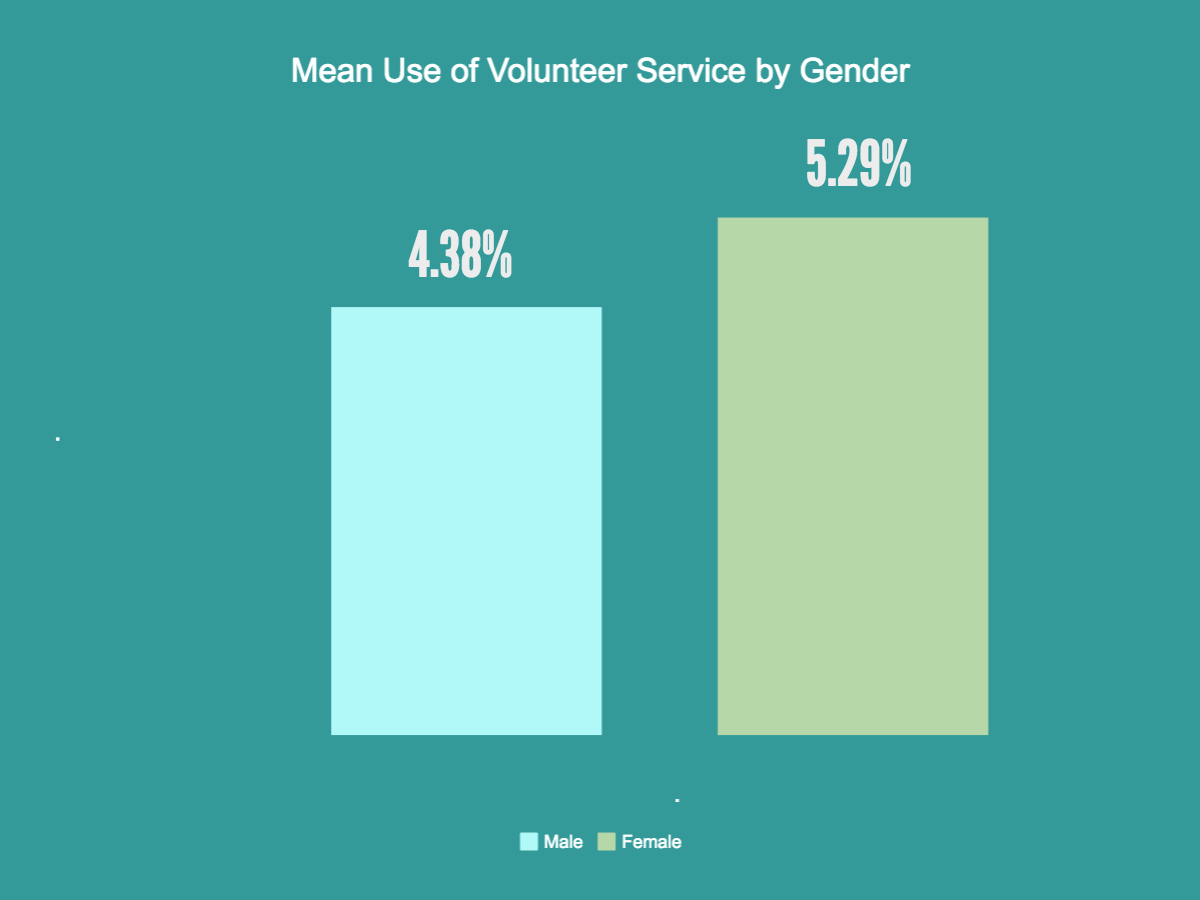 Mean Use of Volunteer Service by Gender
5.29%
4.38%
.
.
Male Female